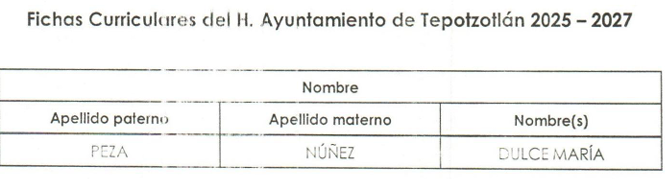 Fichas Curriculares del H. Ayuntamiento de Tepotzotlán 2025 – 2027
Nombre
Apellido paterno Apellido materno Nombre(s)
PEZA NÚÑEZ DULCE MARÍA